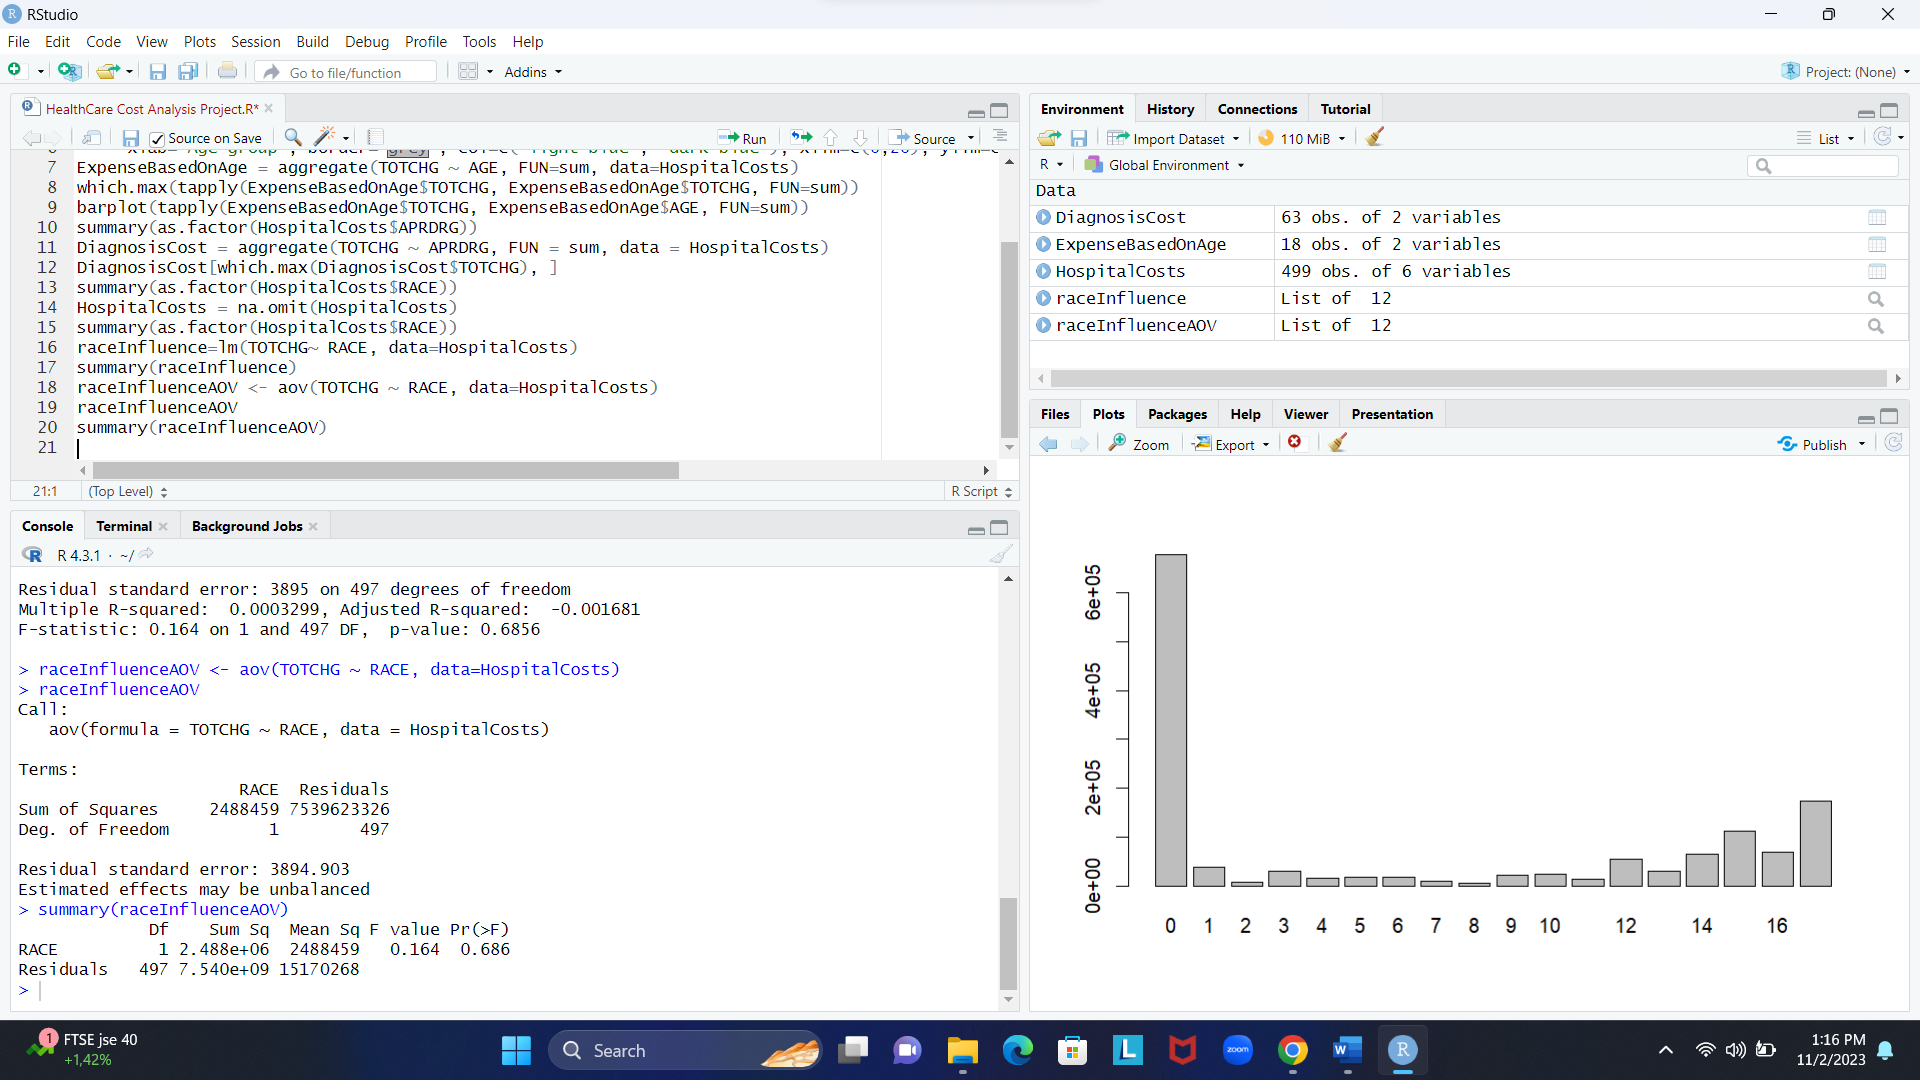 RStudio
File Edit Code View Plots Session Build Debug Profile Tools Help
Go to file/function Addins Project: (None)
HealthCare Cost Analysis Project.R*
Source on Save Run Source
7 ExpenseBasedOnAge = aggregate(TOTCHG ~ AGE, FUN=sum, data=HospitalCosts)
8 which.max(tapply(ExpenseBasedOnAge$TOTCHG, ExpenseBasedOnAge$TOTCHG, FUN=sum))
9 barplot(tapply(ExpenseBasedOnAge$TOTCHG, ExpenseBasedOnAge$AGE, FUN=sum))
10 summary(as.factor(HospitalCosts$APRDRG))
11 DiagnosisCost = aggregate(TOTCHG ~ APRDRG, FUN = sum, data = HospitalCosts)
12 DiagnosisCost[which.max(DiagnosisCost$TOTCHG), ]
13 summary(as.factor(HospitalCosts$RACE))
14 HospitalCosts = na.omit(HospitalCosts)
15 summary(as.factor(HospitalCosts$RACE))
16 raceInfluence=lm(TOTCHG~ RACE, data=HospitalCosts)
17 summary(raceInfluence)
18 raceInfluenceAOV <- aov(TOTCHG ~ RACE, data=HospitalCosts)
19 raceInfluenceAOV
20 summary(raceInfluenceAOV)
21
21:1 (Top Level) R Script
Console Terminal Background Jobs
R 4.3.1 · ~/
Residual standard error: 3895 on 497 degrees of freedom
Multiple R-squared: 0.0003299, Adjusted R-squared: -0.001681
F-statistic: 0.164 on 1 and 497 DF, p-value: 0.6856
> raceInfluenceAOV <- aov(TOTCHG ~ RACE, data=HospitalCosts)
> raceInfluenceAOV
Call:
aov(formula = TOTCHG ~ RACE, data = HospitalCosts)
Terms:
RACE Residuals
Sum of Squares 2488459 7539623326
Deg. of Freedom 1 497
Residual standard error: 3894.903
Estimated effects may be unbalanced
> summary(raceInfluenceAOV)
Df Sum Sq Mean Sq F value Pr(>F)
RACE 1 2.488e+06 2488459 0.164 0.686
Residuals 497 7.540e+09 15170268
>
Environment History Connections Tutorial
Import Dataset 110 MiB List
R Global Environment
Data
DiagnosisCost 63 obs. of 2 variables
ExpenseBasedOnAge 18 obs. of 2 variables
HospitalCosts 499 obs. of 6 variables
raceInfluence List of 12
raceInfluenceAOV List of 12
Files Plots Packages Help Viewer Presentation
Zoom Export Publish
6e+05
4e+05
2e+05
0e+00
0 1 2 3 4 5 6 7 8 9 10 12 14 16
1 FTSE jse 40
+1,42%
Search
zoom
1:16 PM
11/2/2023